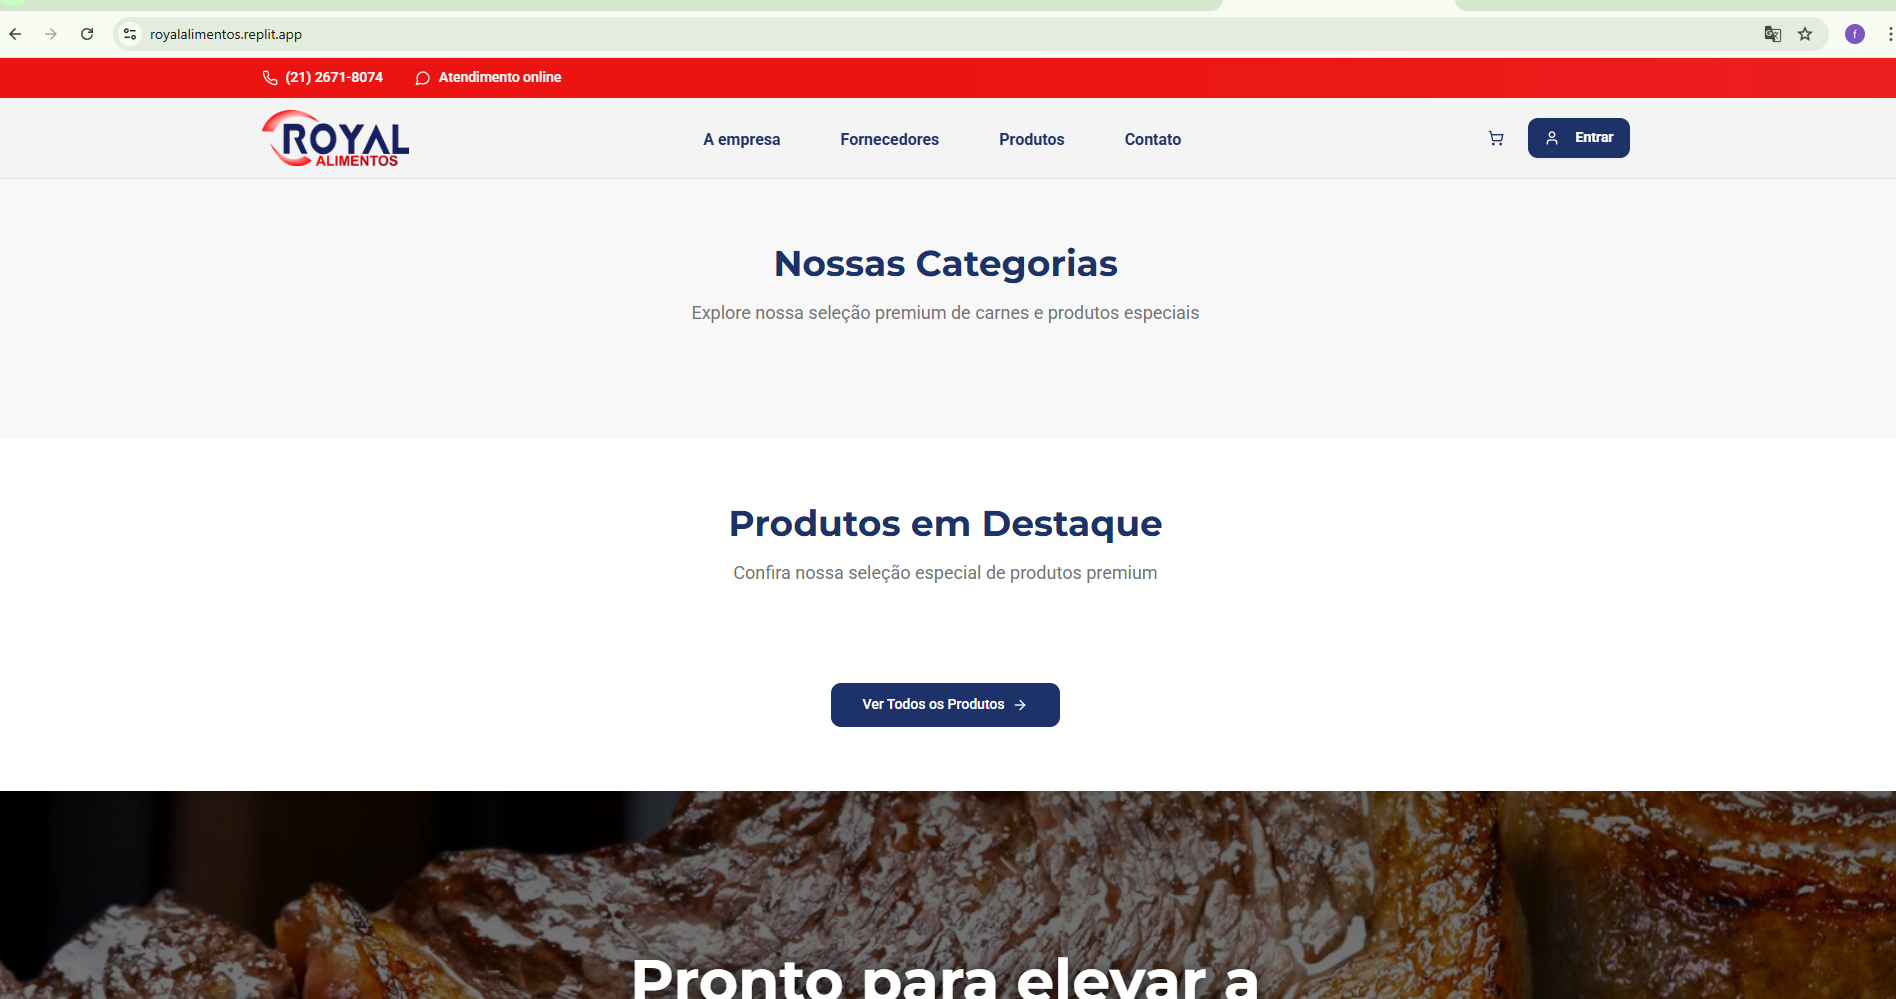 royalalimentos.replit.app
(21) 2671-8074 Atendimento online
ROYAL
ALIMENTOS
A empresa Fornecedores Produtos Contato Entrar
f
Nossas Categorias
Explore nossa seleção premium de carnes e produtos especiais
Produtos em Destaque
Confira nossa seleção especial de produtos premium
Ver Todos os Produtos →
Pronto para elevar a